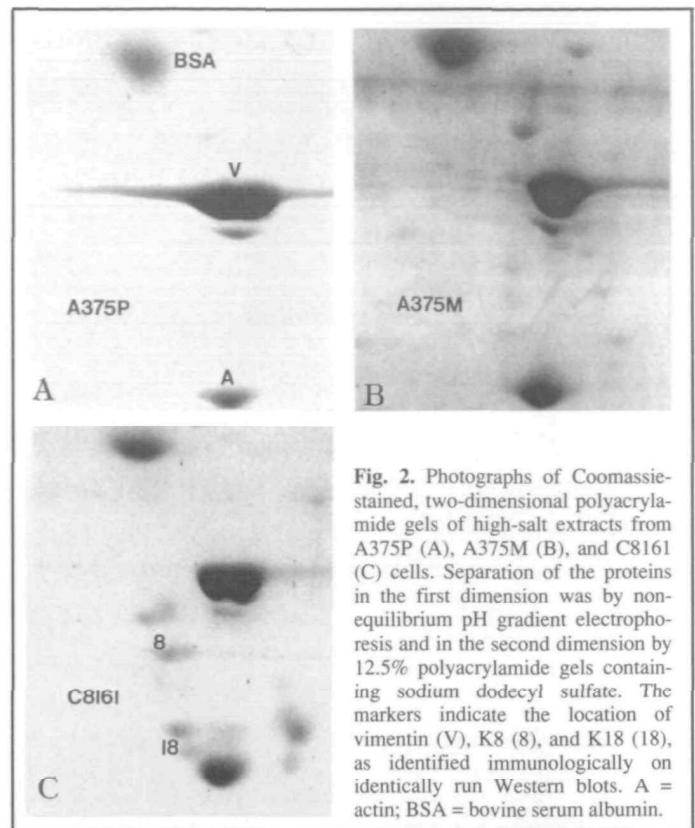 BSA
V
A375P
A
A
A375M
B
8
C8161
18
C
Fig. 2. Photographs of Coomassie-
stained, two-dimensional polyacryla-
mide gels of high-salt extracts from
A375P (A), A375M (B), and C8161
(C) cells. Separation of the proteins
in the first dimension was by non-
equilibrium pH gradient electropho-
resis and in the second dimension by
12.5% polyacrylamide gels contain-
ing sodium dodecyl sulfate. The
markers indicate the location of
vimentin (V), K8 (8), and K18 (18),
as identified immunologically on
identically run Western blots. A =
actin; BSA = bovine serum albumin.